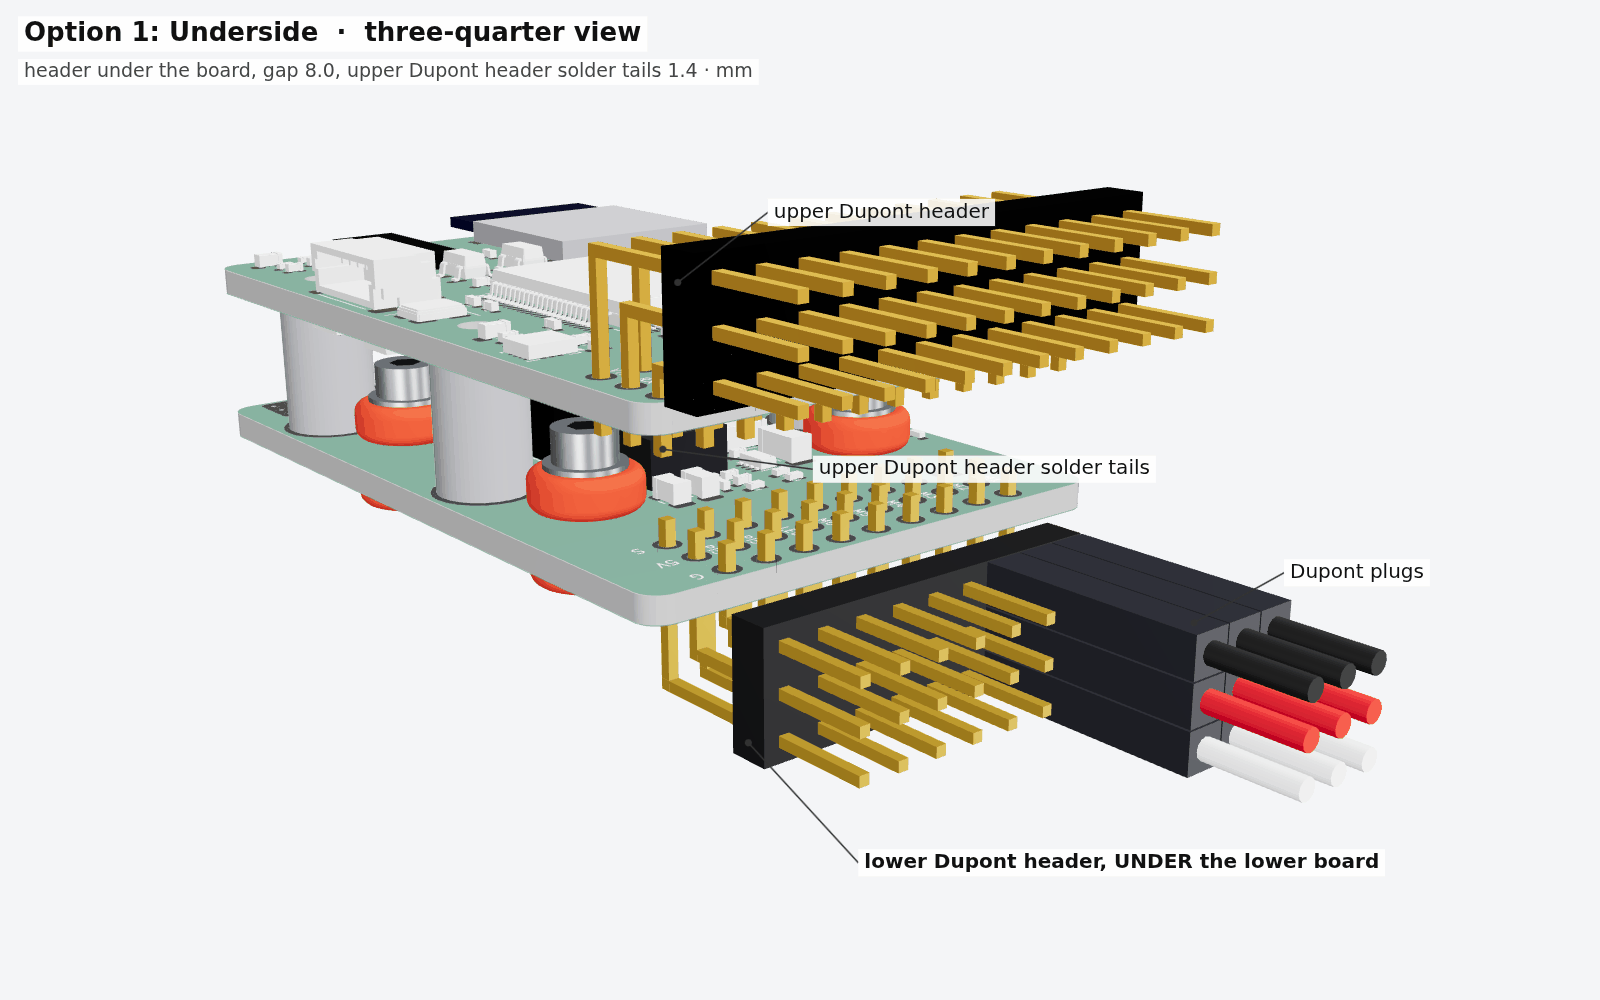 Option 1: Underside · three-quarter view
header under the board, gap 8.0, upper Dupont header solder tails 1.4 · mm
upper Dupont header
upper Dupont header solder tails
S
5V
G
Dupont plugs
lower Dupont header, UNDER the lower board